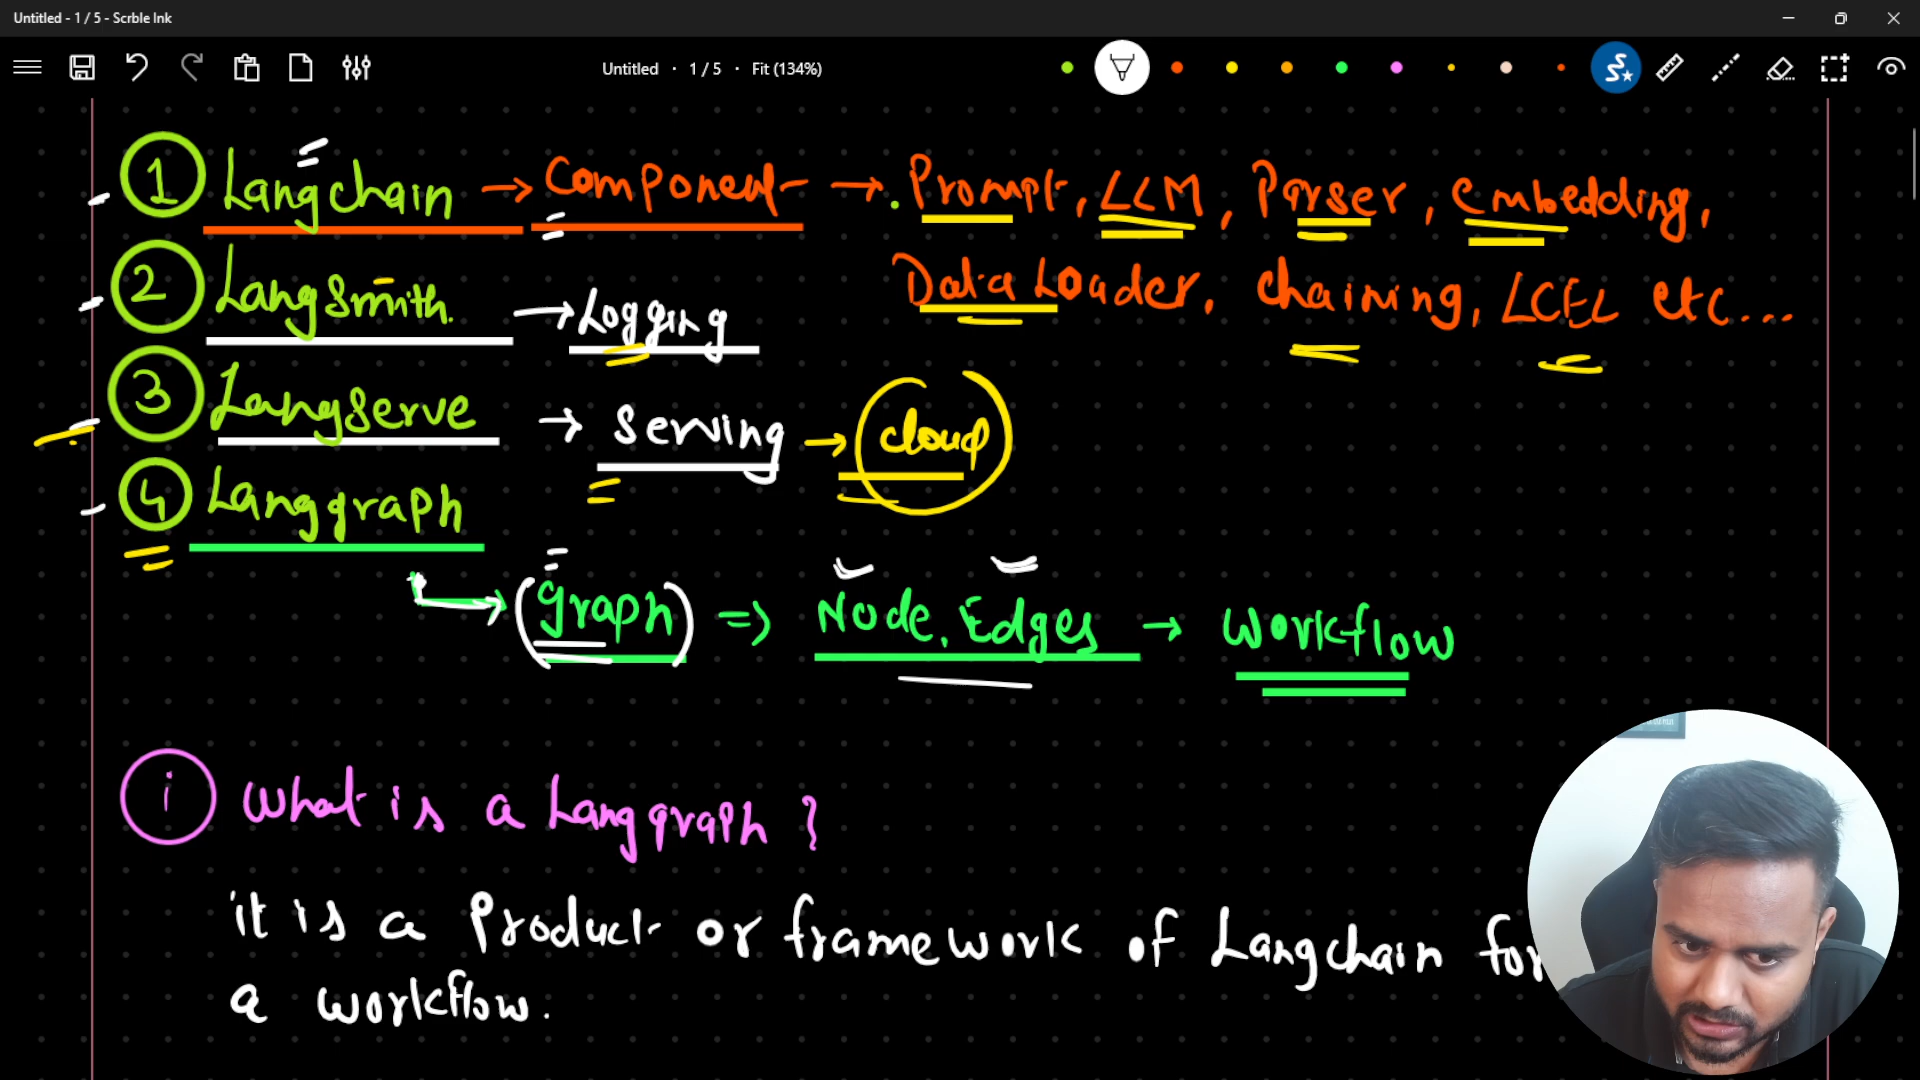 Untitled - 1 / 5 - Scrble Ink
Untitled · 1 / 5 · Fit (134%)
1 Langchain → Component → . Prompt, LLM, Parser, Embedding,
Data Loader, chaining, LCEL etc...
2 LangSmith. → Logging
3 LangServe → Serving → cloud
4 Langgraph
→ (graph) => Node, Edges → Workflow
i What is a Langgraph ?
it is a Product or framework of Langchain for
a workflow.